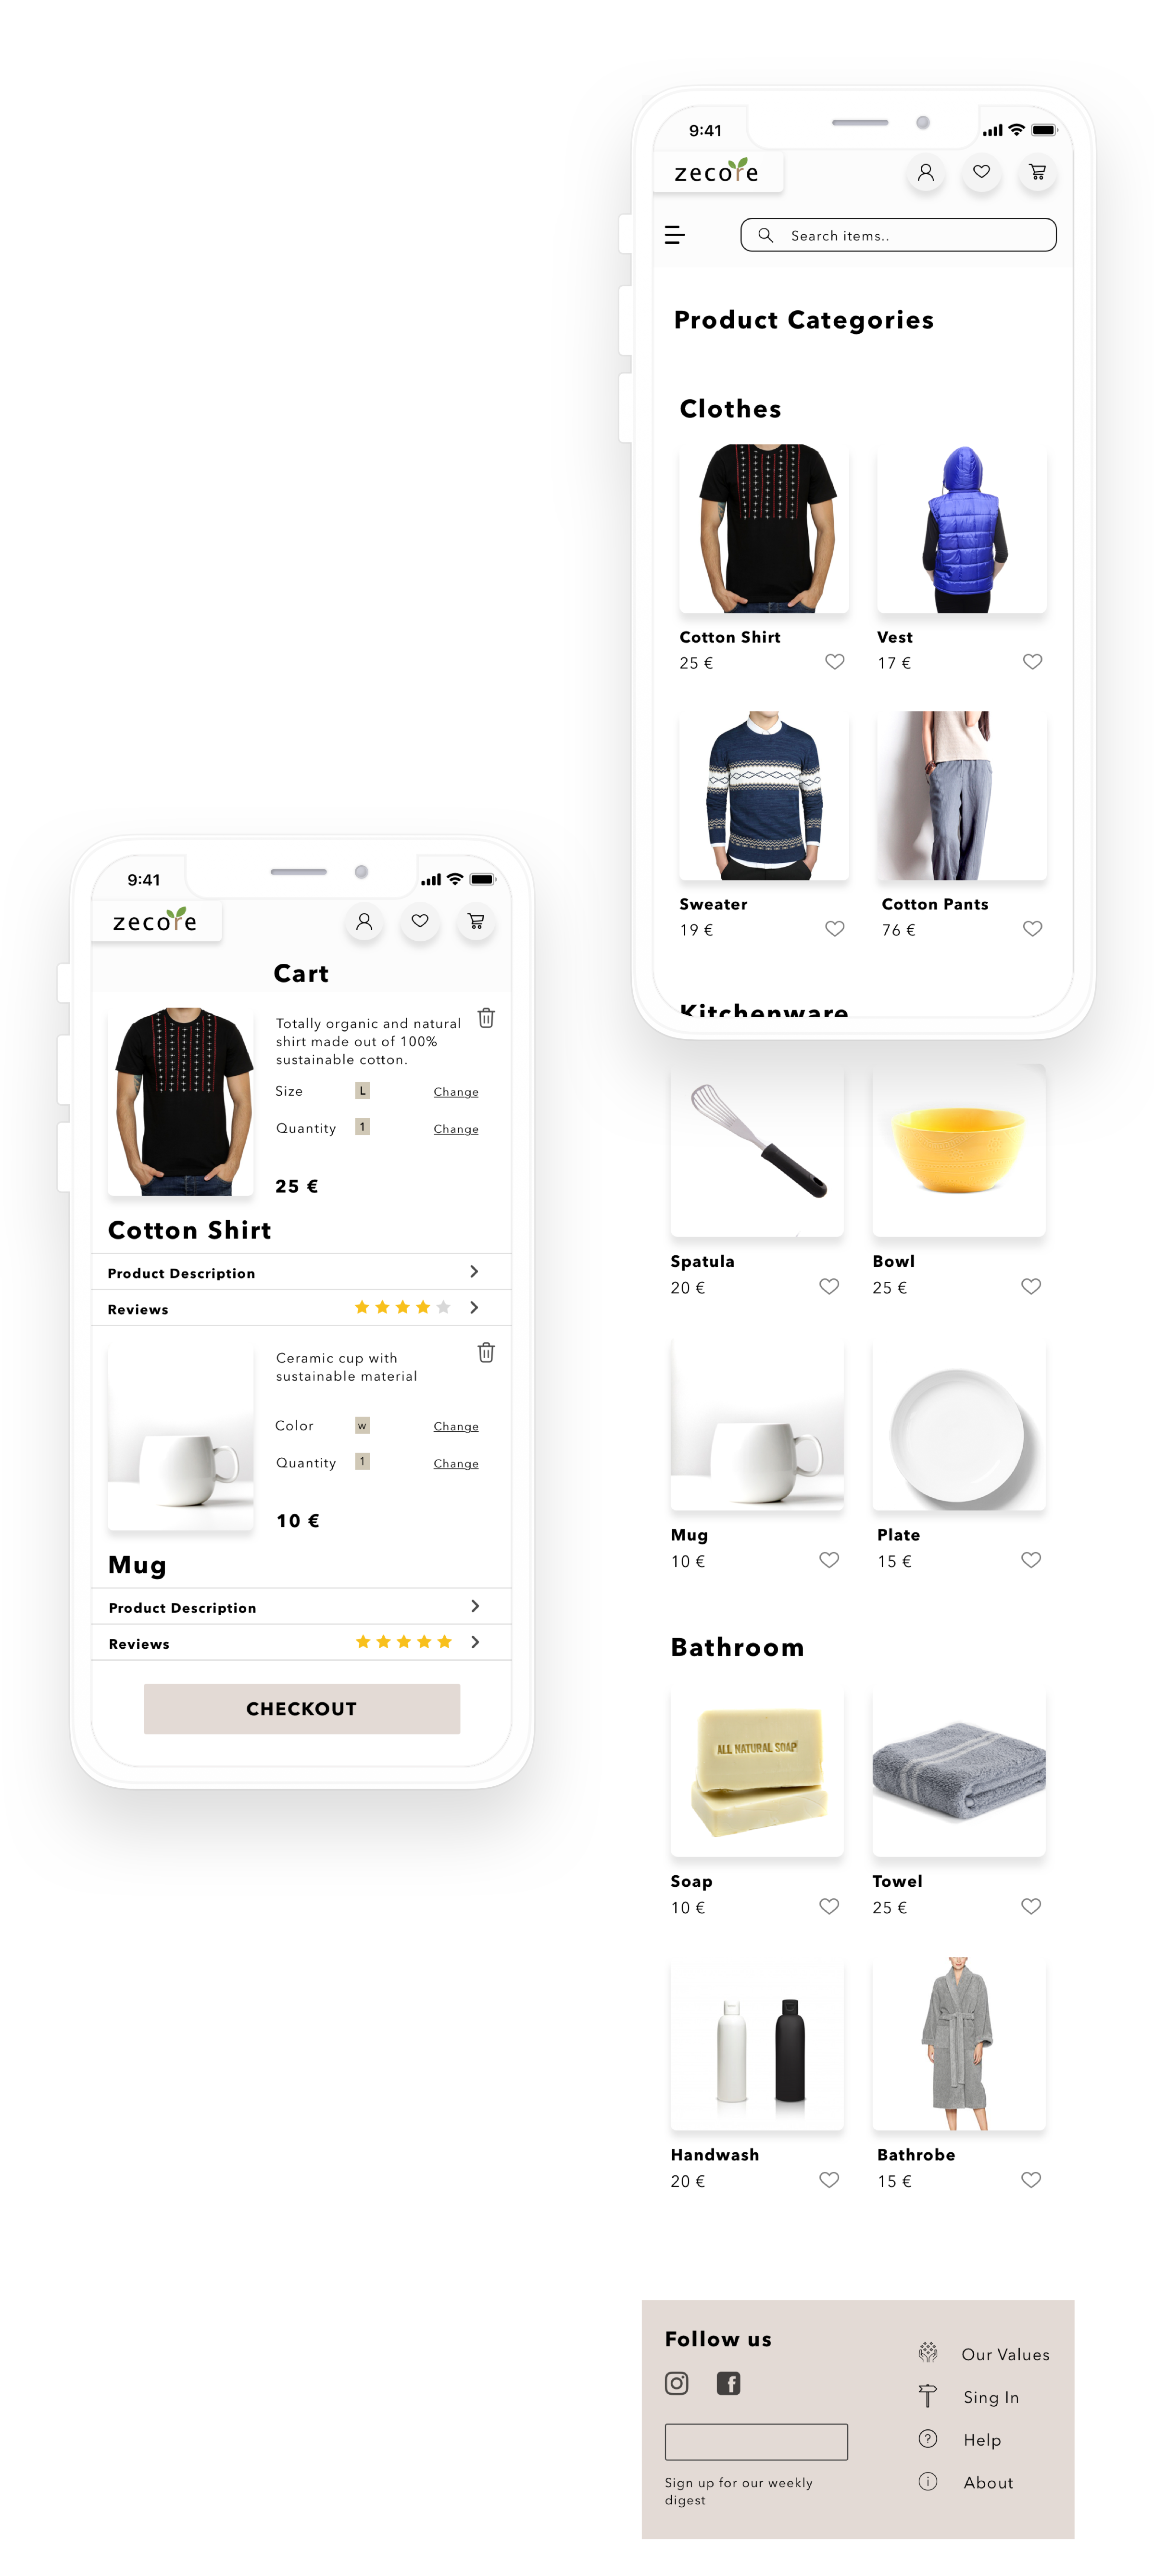 9:41
zecore
Cart
Totally organic and natural
shirt made out of 100%
sustainable cotton.
Size L Change
Quantity 1 Change
25 €
Cotton Shirt
Product Description
Reviews
Ceramic cup with
sustainable material
Color w Change
Quantity 1 Change
10 €
Mug
Product Description
Reviews
CHECKOUT
9:41
zecore
Search items..
Product Categories
Clothes
Cotton Shirt Vest
25 € 17 €
Sweater Cotton Pants
19 € 76 €
Kitchenware
Spatula Bowl
20 € 25 €
Mug Plate
10 € 15 €
Bathroom
ALL NATURAL SOAP
Soap Towel
10 € 25 €
Handwash Bathrobe
20 € 15 €
Follow us
Sign up for our weekly
digest
Our Values
Sing In
Help
About